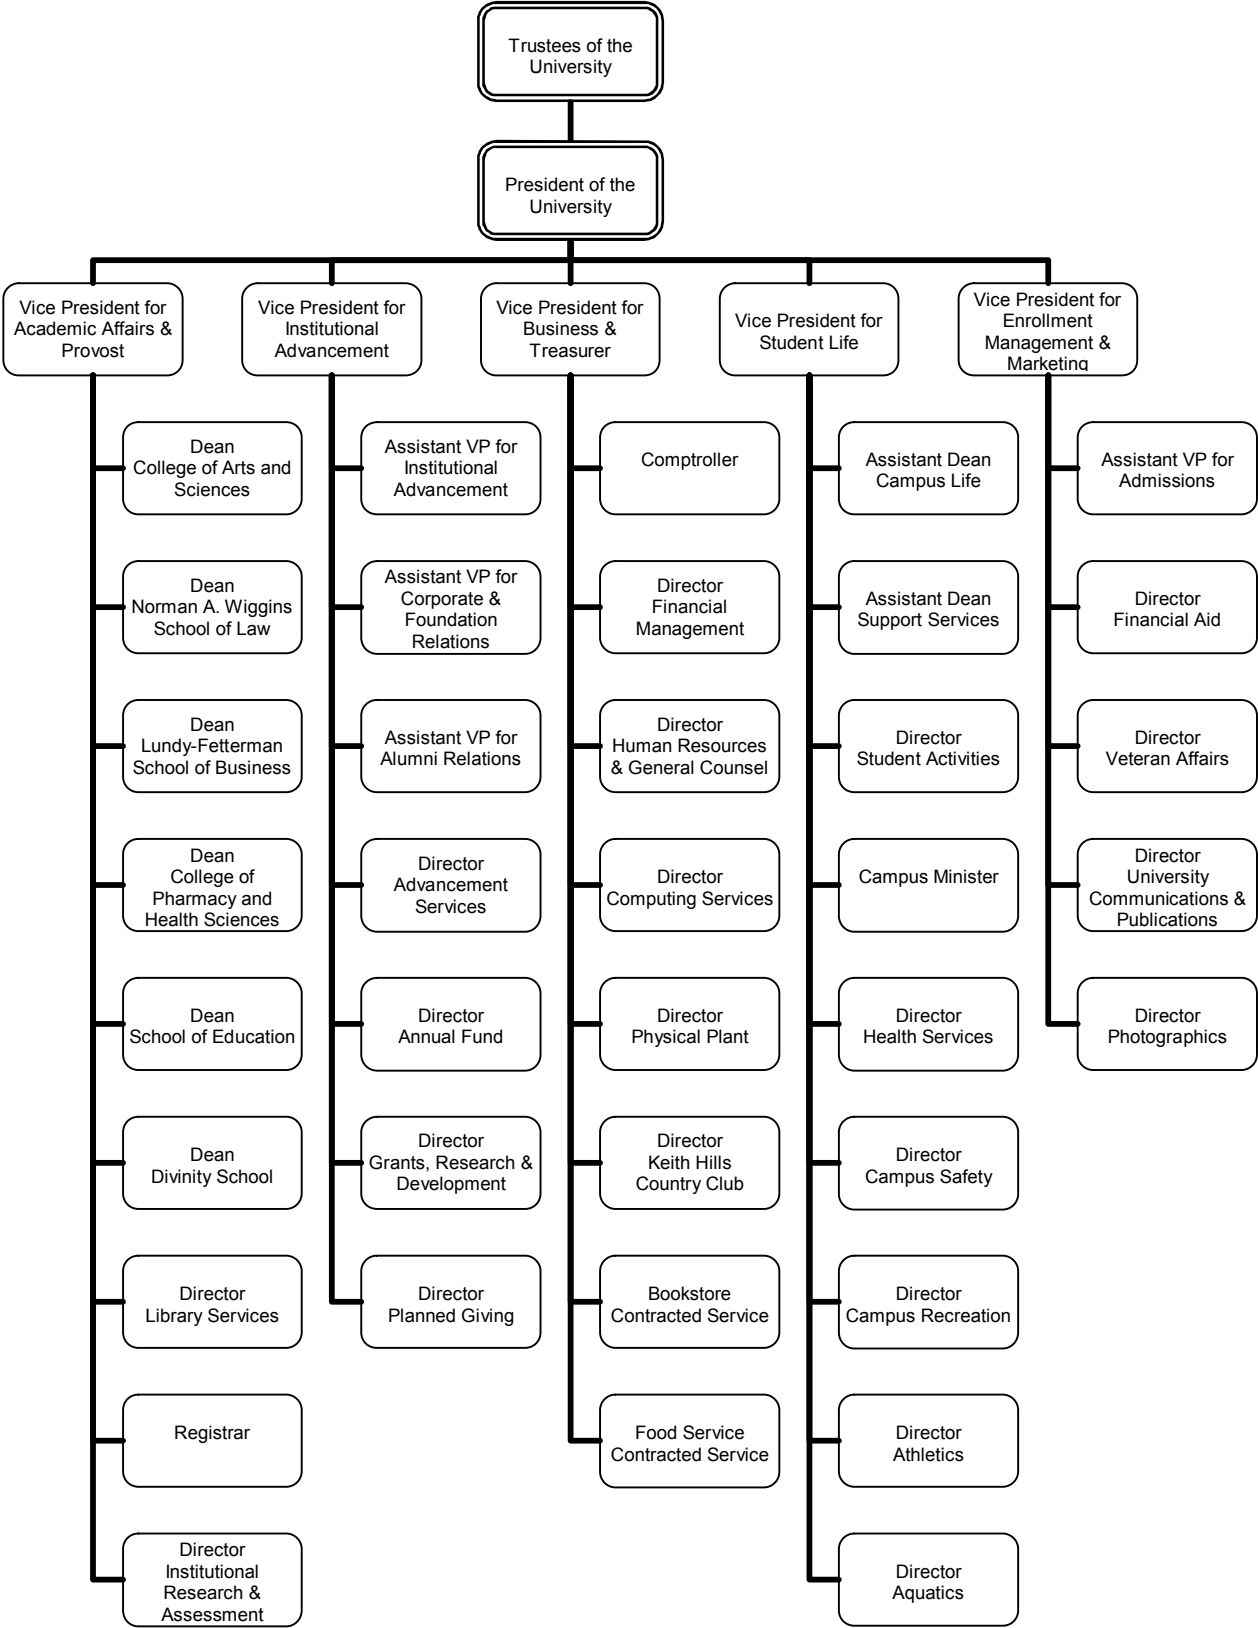 Trustees of the
University
President of the
University
Vice President for
Academic Affairs &
Provost
Vice President for
Institutional
Advancement
Vice President for
Business &
Treasurer
Vice President for
Student Life
Vice President for
Enrollment
Management &
Marketing
Dean
College of Arts and
Sciences
Dean
Norman A. Wiggins
School of Law
Dean
Lundy-Fetterman
School of Business
Dean
College of
Pharmacy and
Health Sciences
Dean
School of Education
Dean
Divinity School
Director
Library Services
Registrar
Director
Institutional
Research &
Assessment
Assistant VP for
Institutional
Advancement
Assistant VP for
Corporate &
Foundation
Relations
Assistant VP for
Alumni Relations
Director
Advancement
Services
Director
Annual Fund
Director
Grants, Research &
Development
Director
Planned Giving
Comptroller
Director
Financial
Management
Director
Human Resources
& General Counsel
Director
Computing Services
Director
Physical Plant
Director
Keith Hills
Country Club
Bookstore
Contracted Service
Food Service
Contracted Service
Assistant Dean
Campus Life
Assistant Dean
Support Services
Director
Student Activities
Campus Minister
Director
Health Services
Director
Campus Safety
Director
Campus Recreation
Director
Athletics
Director
Aquatics
Assistant VP for
Admissions
Director
Financial Aid
Director
Veteran Affairs
Director
University
Communications &
Publications
Director
Photographics